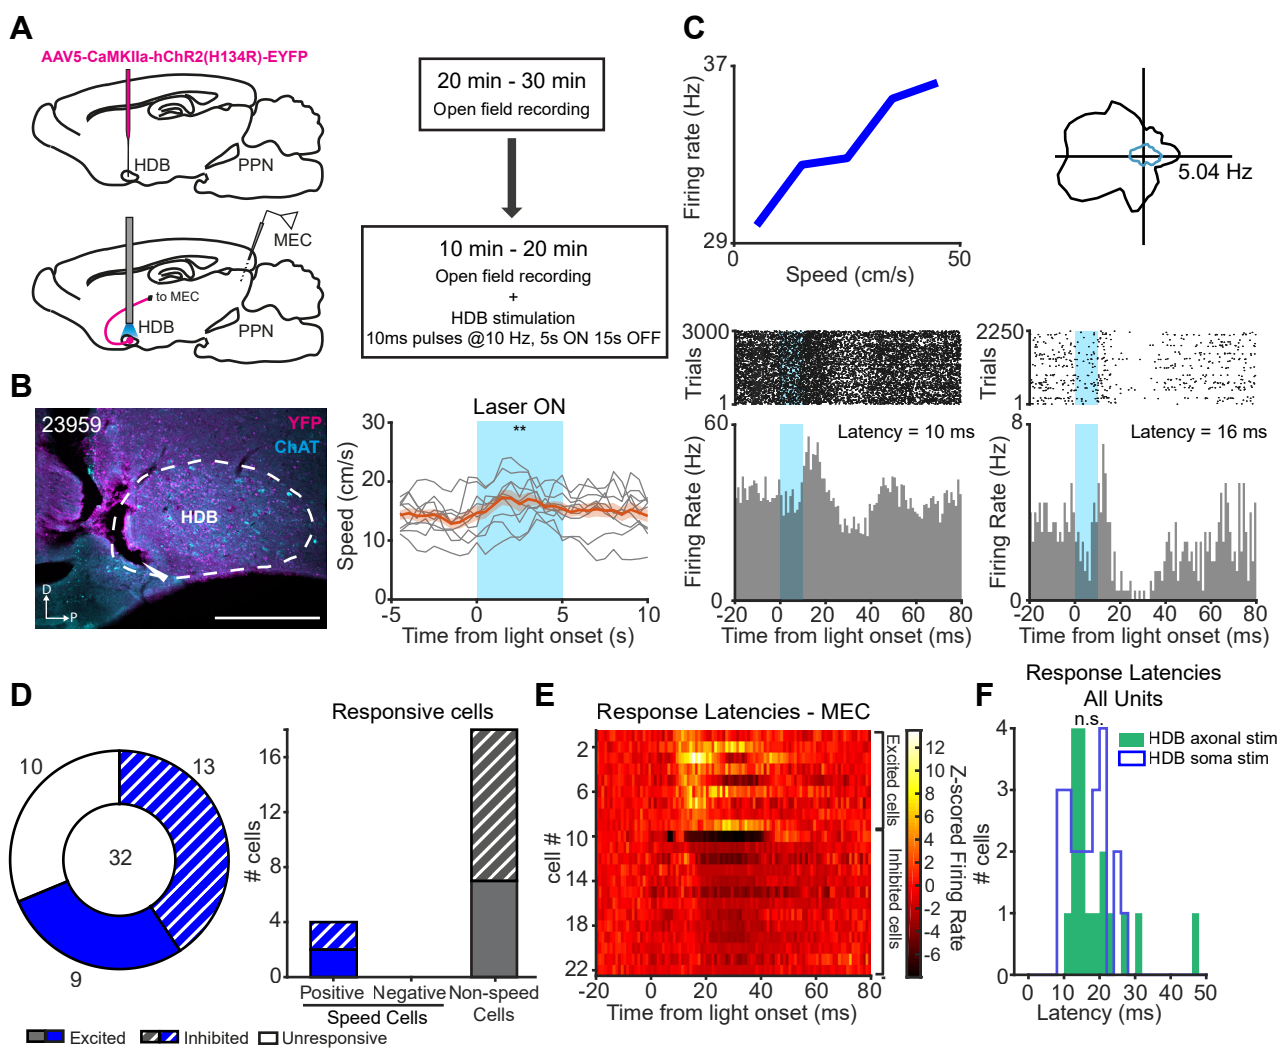 A
AAV5-CaMKIIa-hChR2(H134R)-EYFP
HDB
PPN
MEC
to MEC
HDB
PPN
20 min - 30 min
Open field recording
10 min - 20 min
Open field recording
+
HDB stimulation
10ms pulses @10 Hz, 5s ON 15s OFF
B
23959
YFP
ChAT
HDB
D
P
Laser ON
**
Speed (cm/s)
30
20
10
0
-5
0
5
10
Time from light onset (s)
C
Firing rate (Hz)
37
29
0
50
Speed (cm/s)
5.04 Hz
Trials
3000
1
Firing Rate (Hz)
60
0
Latency = 10 ms
-20
0
20
40
60
80
Time from light onset (ms)
Trials
2250
1
Firing Rate (Hz)
8
0
Latency = 16 ms
-20
0
20
40
60
80
Time from light onset (ms)
D
10
13
32
9
Responsive cells
# cells
16
12
8
4
0
Positive
Negative
Non-speed
Cells
Speed Cells
Excited
Inhibited
Unresponsive
E
Response Latencies - MEC
cell #
2
6
10
14
18
22
-20
0
20
40
60
80
Time from light onset (ms)
Excited cells
Inhibited cells
12
10
8
6
4
2
0
-2
-4
-6
Z-scored Firing Rate
F
Response Latencies
All Units
n.s.
HDB axonal stim
HDB soma stim
# cells
4
3
2
1
0
0
10
20
30
40
50
Latency (ms)